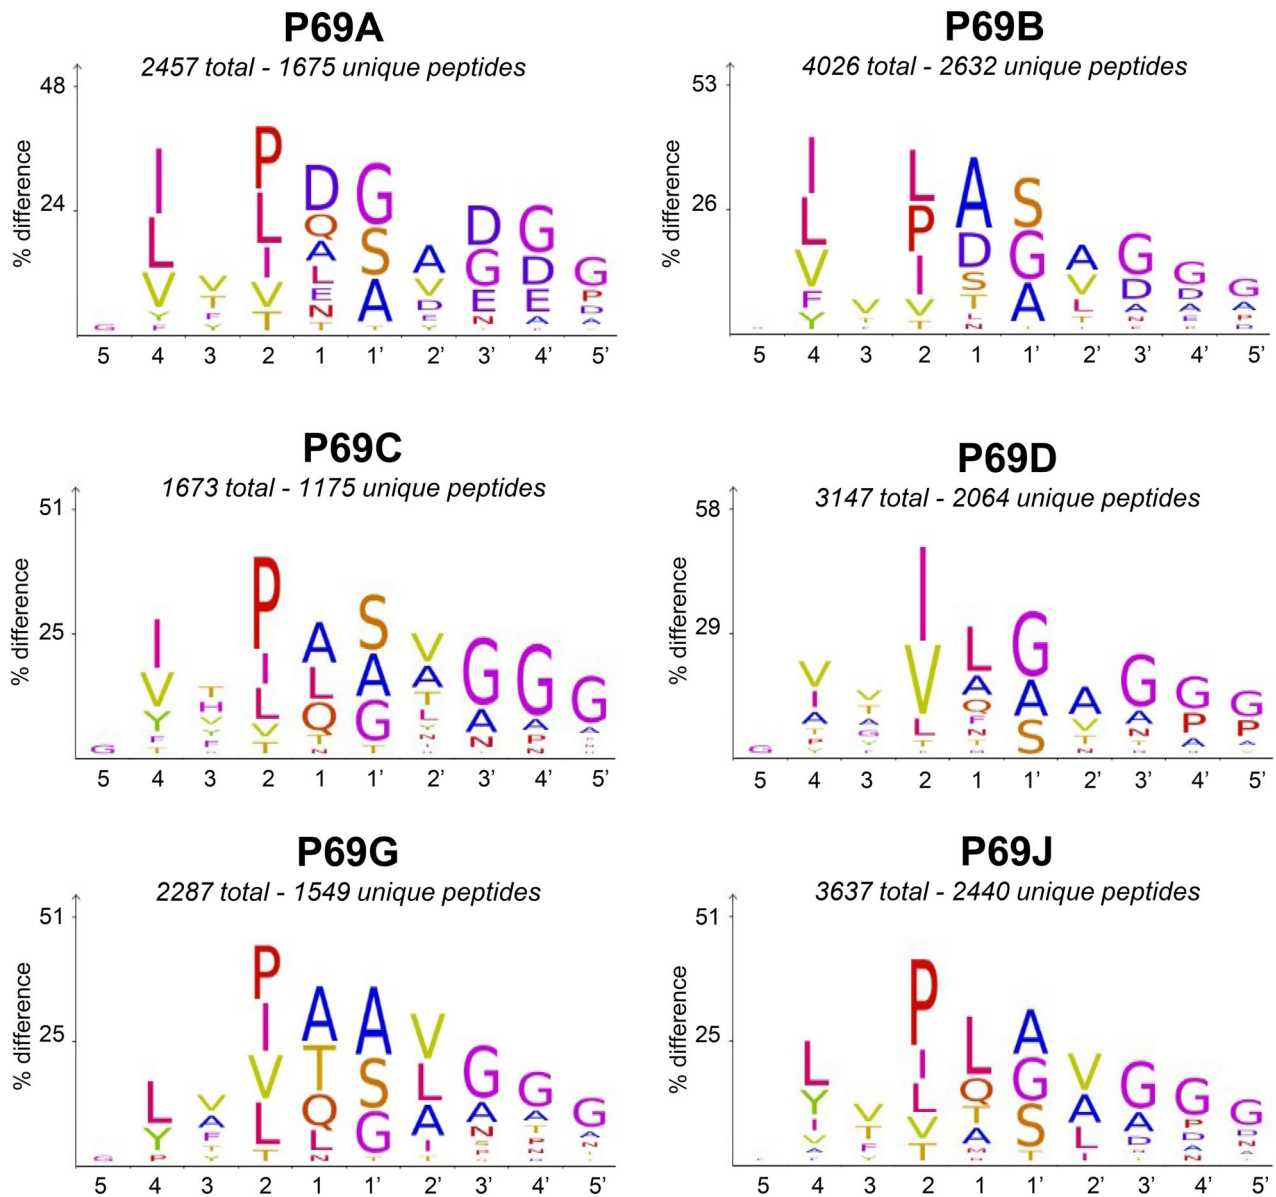 P69A
2457 total - 1675 unique peptides
48
24
% difference
5 4 3 2 1 1' 2' 3' 4' 5'
G
I L V Y F
V T F Y
P L I V T
D Q A L E N T
G S A T
A V D E Y
D G E N
G D E A
G P D A
P69B
4026 total - 2632 unique peptides
53
26
% difference
5 4 3 2 1 1' 2' 3' 4' 5'
I L V F Y
V T
L P I V T
A D S T L N
S G A
A V L T
G D A N
G D A E
G A P D
P69C
1673 total - 1175 unique peptides
51
25
% difference
5 4 3 2 1 1' 2' 3' 4' 5'
G
I V Y F T
T H V Y F
P I L V T
A L Q T N
S A G T
V A T L
G A N
G A P N
G A
P69D
3147 total - 2064 unique peptides
58
29
% difference
5 4 3 2 1 1' 2' 3' 4' 5'
G
V I A T
V T A G
I V L T
L A Q F N T
G A S
A V T N
G A N T
G P A
G P A
P69G
2287 total - 1549 unique peptides
51
25
% difference
5 4 3 2 1 1' 2' 3' 4' 5'
G
L Y P
V A F T Y
P I V L T
A T Q L N
A S G T
V L A I
G A N
G A T P N
G A N
P69J
3637 total - 2440 unique peptides
51
25
% difference
5 4 3 2 1 1' 2' 3' 4' 5'
L Y I V A
V T F Y
P I L V T
L Q T A
A G S T
V A L I
G A D N
G P D A N
G D N A